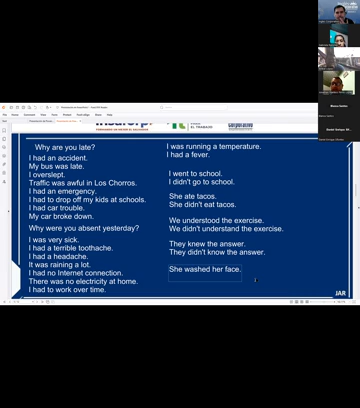 EL TRABAJO
Why are you late?
I had an accident.
My bus was late.
I overslept.
Traffic was awful in Los Chorros.
I had an emergency.
I had to drop off my kids at schools.
I had car trouble.
My car broke down.
Why were you absent yesterday?
I was very sick.
I had a terrible toothache.
I had a headache.
It was raining a lot.
I had no Internet connection.
There was no electricity at home.
I had to work over time.
I was running a temperature.
I had a fever.
I went to school.
I didn't go to school.
She ate tacos.
She didn't eat tacos.
We understood the exercise.
We didn't understand the exercise.
They knew the answer.
They didn't know the answer.
She washed her face.
JAR